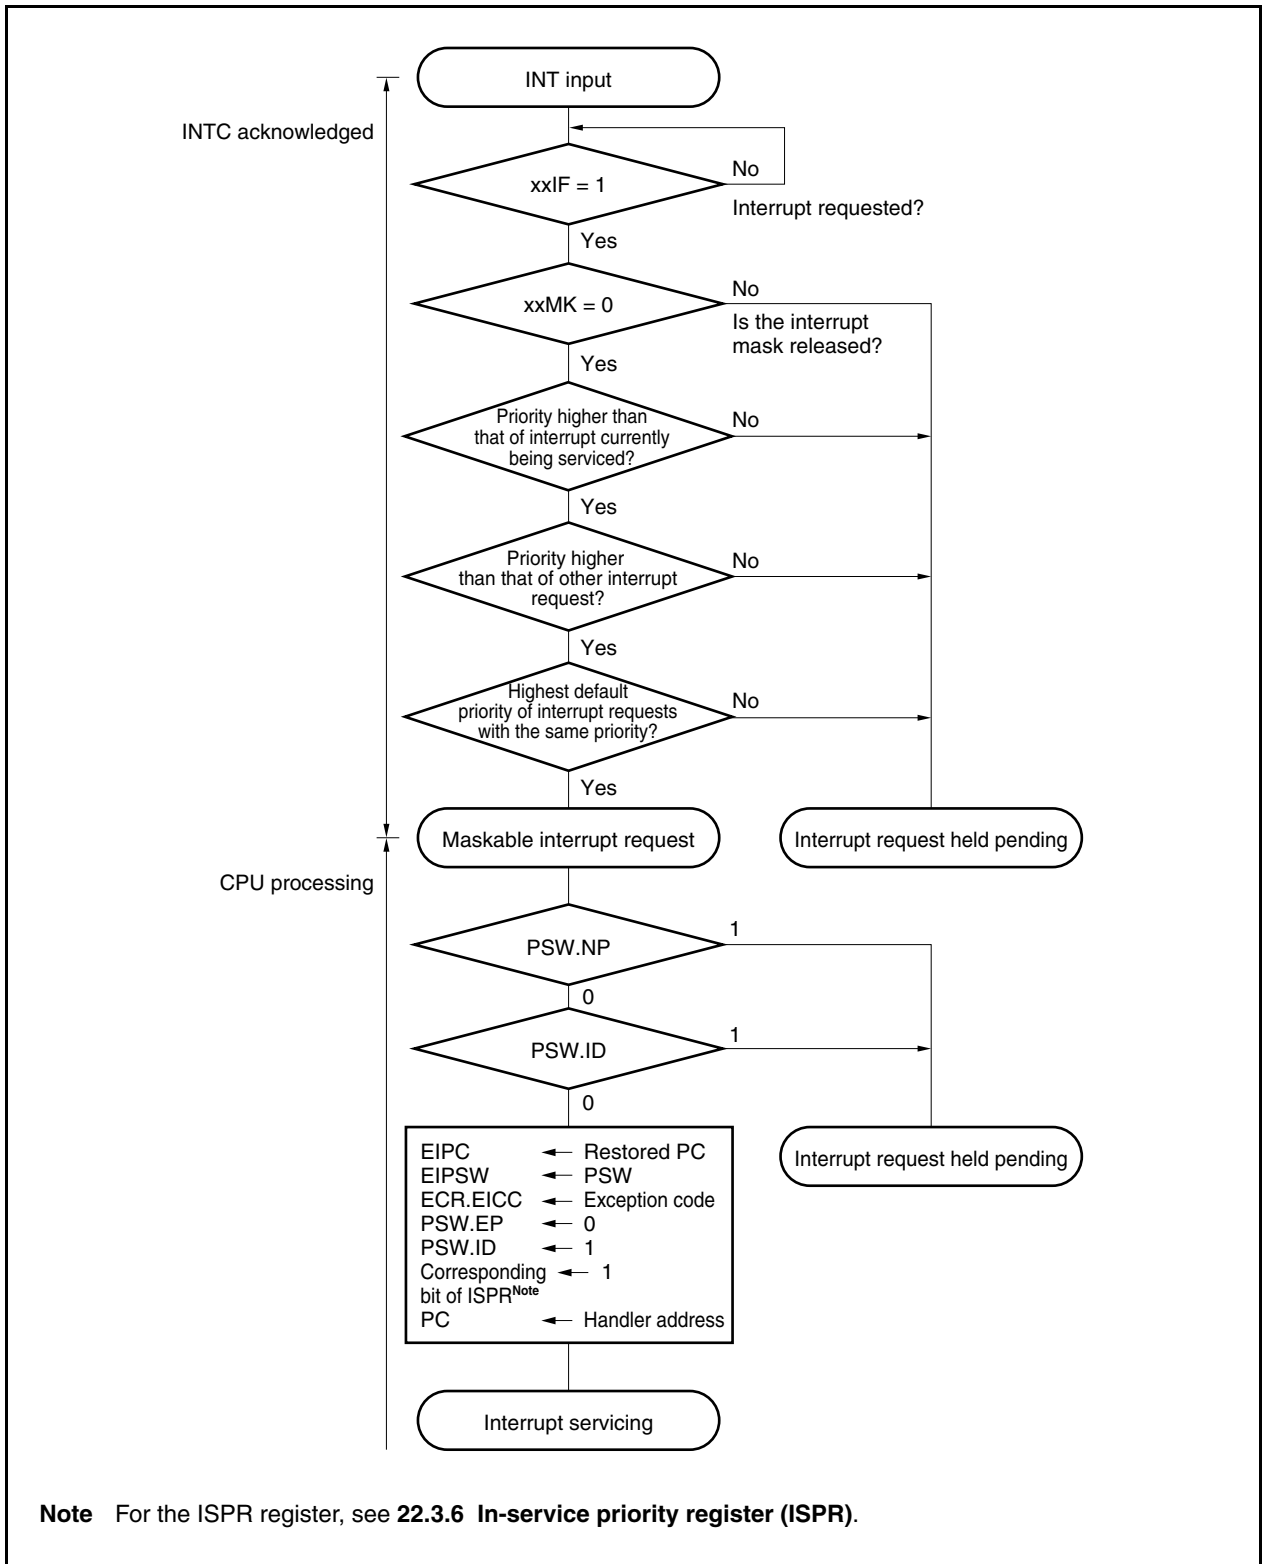 INT input
INTC acknowledged
xxIF = 1
No
Interrupt requested?
Yes
xxMK = 0
No
Is the interrupt
mask released?
Yes
Priority higher than
that of interrupt currently
being serviced?
No
Yes
Priority higher
than that of other interrupt
request?
No
Yes
Highest default
priority of interrupt requests
with the same priority?
No
Yes
Maskable interrupt request
Interrupt request held pending
CPU processing
PSW.NP
1
0
PSW.ID
1
0
EIPC ← Restored PC
EIPSW ← PSW
ECR.EICC ← Exception code
PSW.EP ← 0
PSW.ID ← 1
Corresponding ← 1
bit of ISPRNote
PC ← Handler address
Interrupt request held pending
Interrupt servicing
Note For the ISPR register, see 22.3.6 In-service priority register (ISPR).